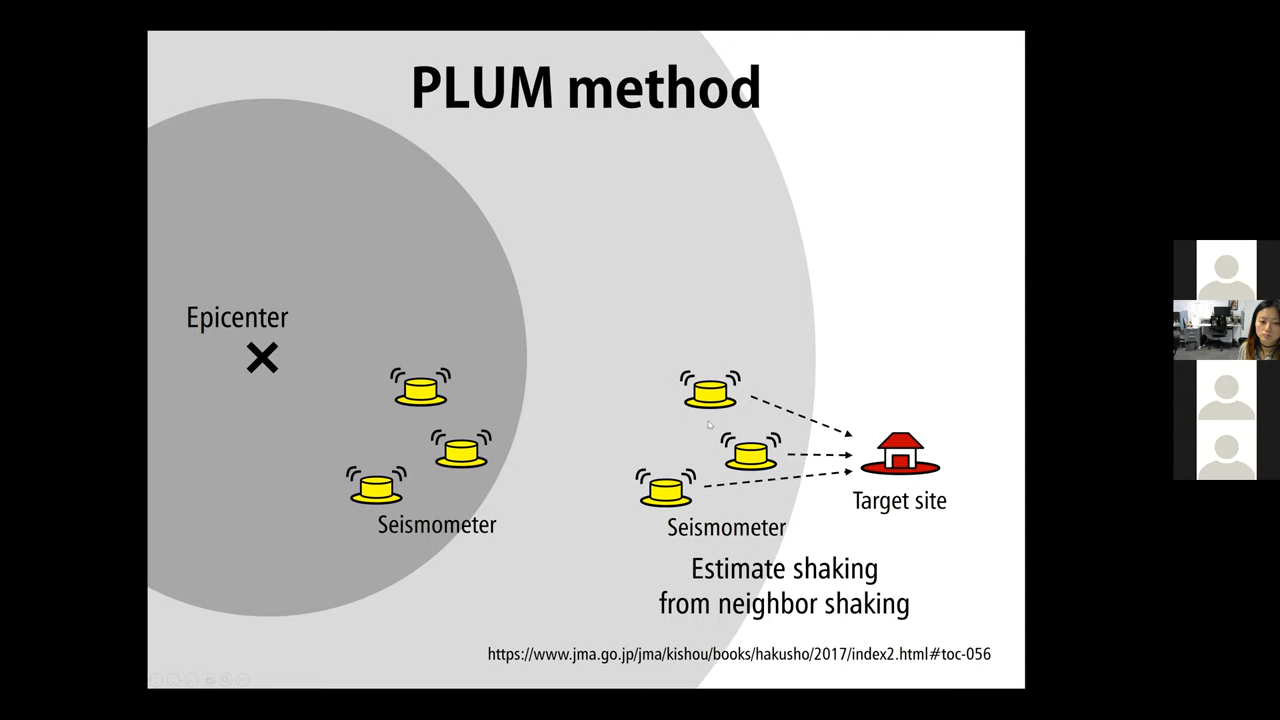 PLUM method
Epicenter
Seismometer
Seismometer
Target site
Estimate shaking
from neighbor shaking
https://www.jma.go.jp/jma/kishou/books/hakusho/2017/index2.html#toc-056